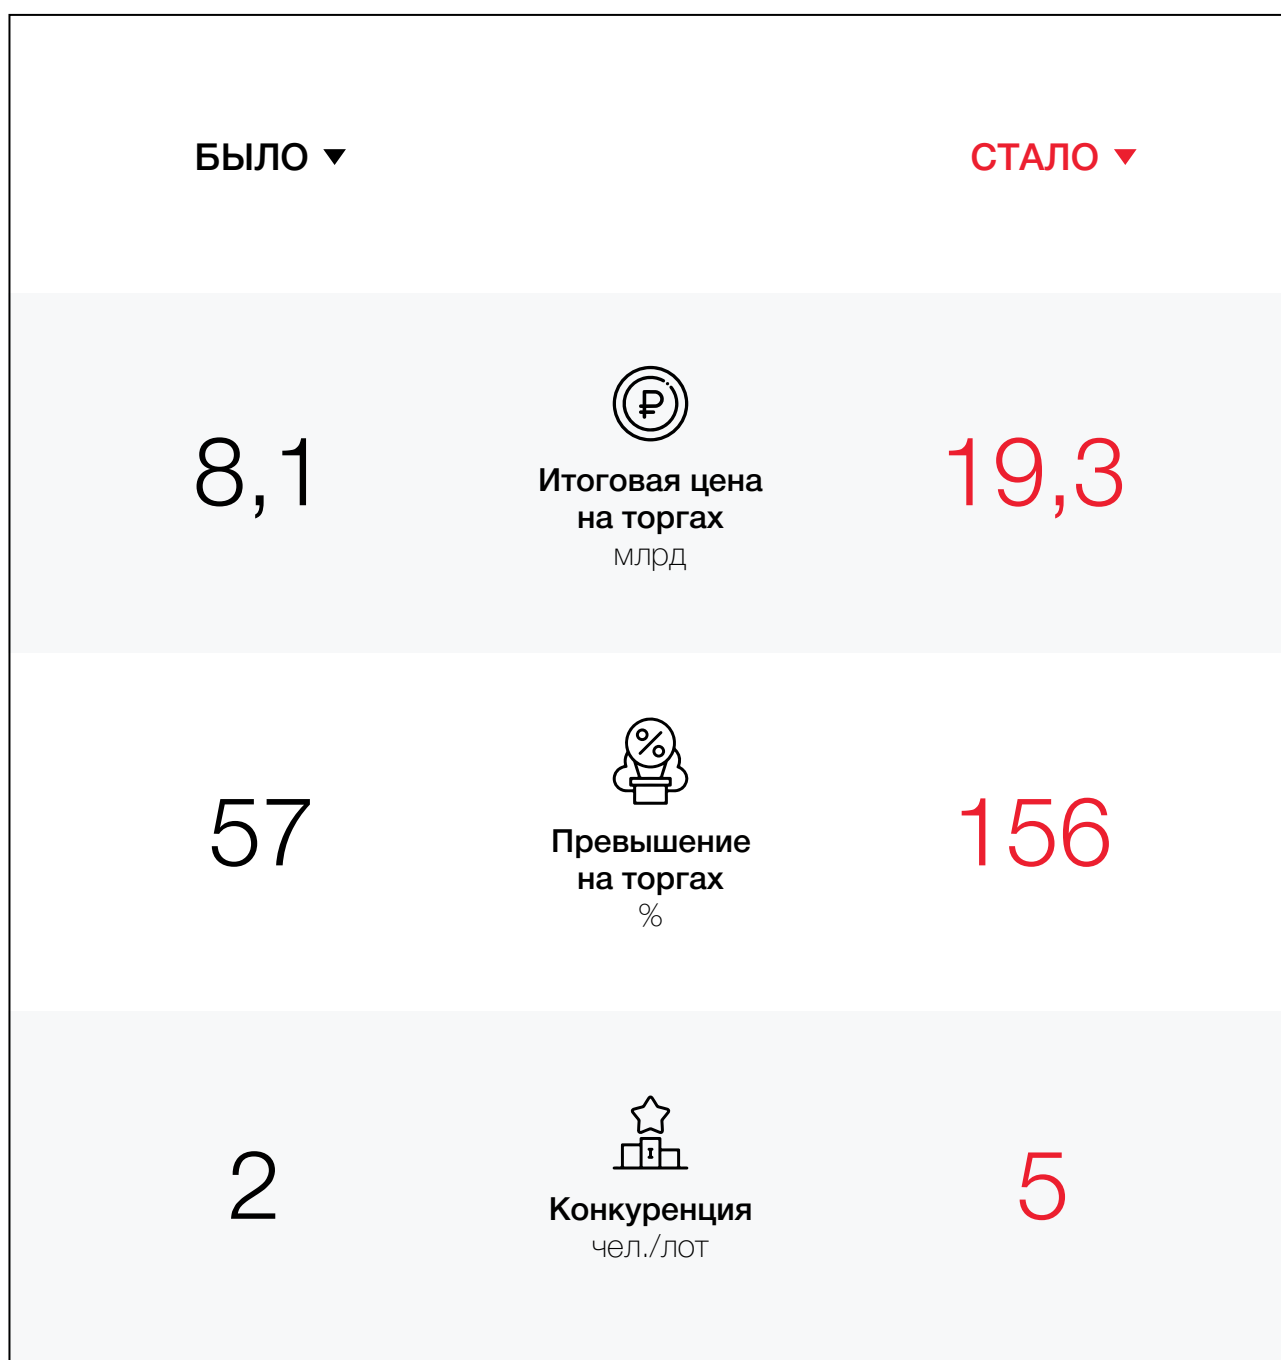 БЫЛО
СТАЛО
8,1
Итоговая цена
на торгах
млрд
19,3
57
Превышение
на торгах
%
156
2
Конкуренция
чел./лот
5